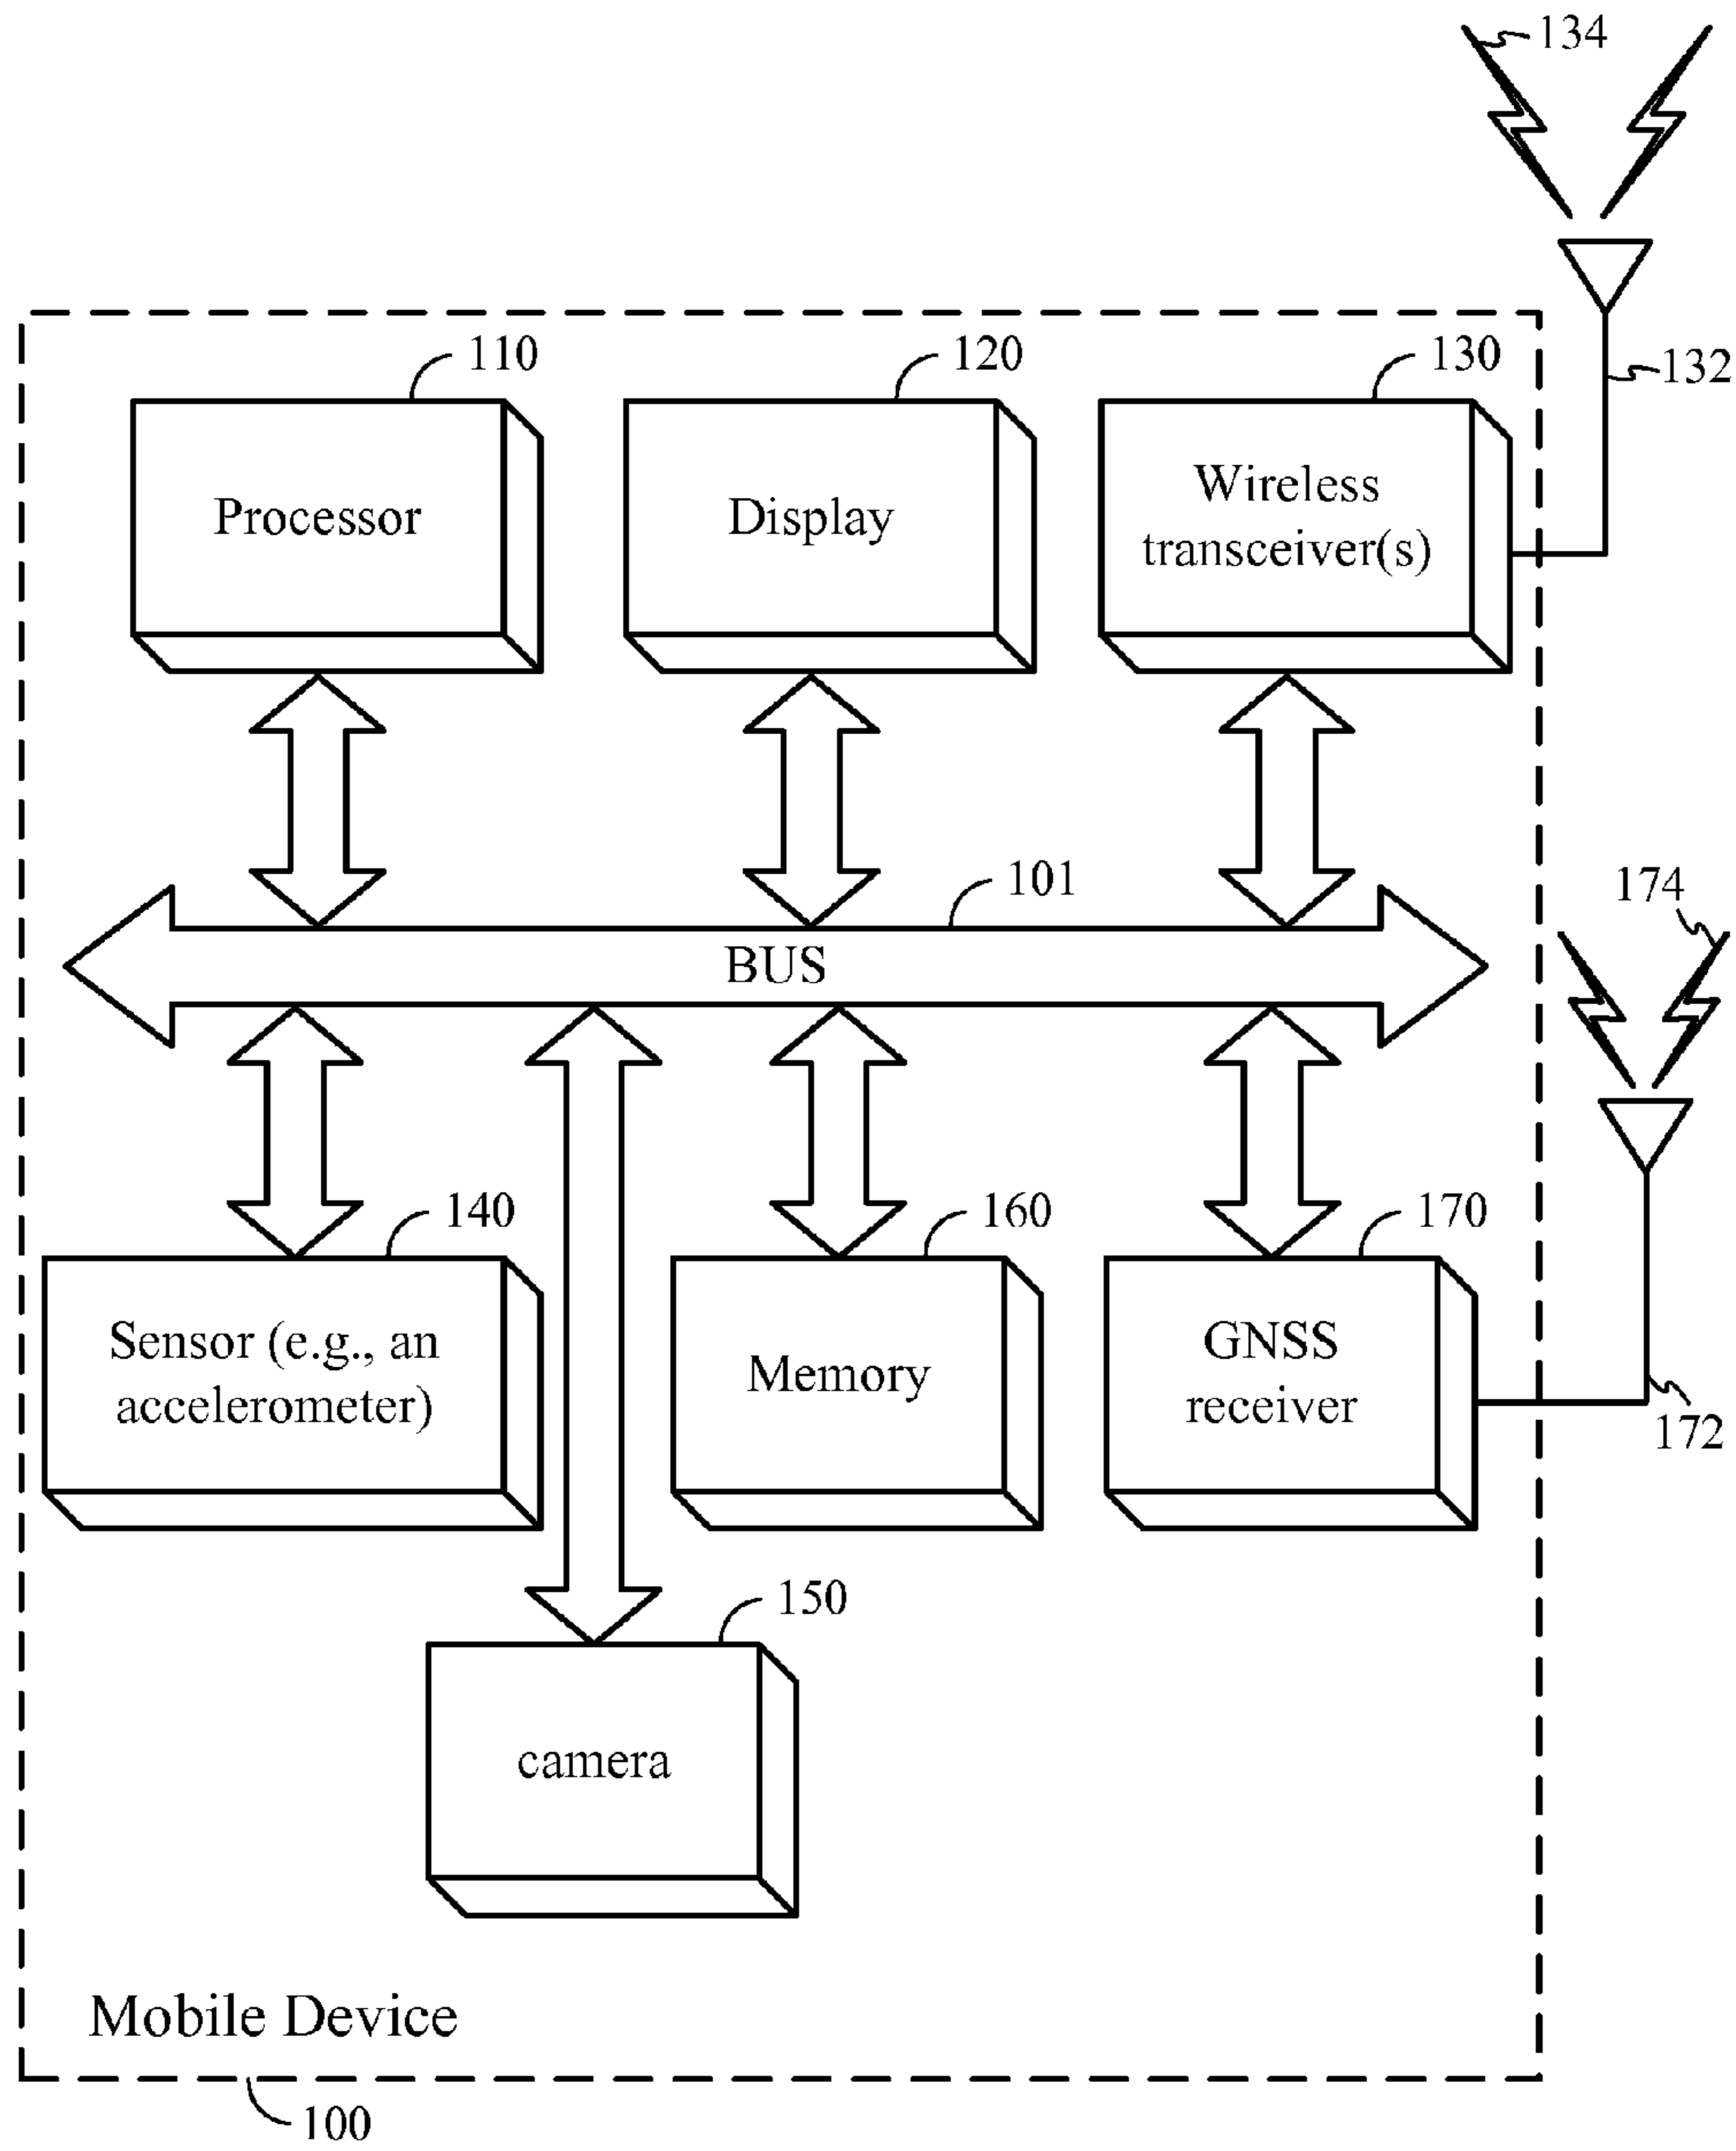 134
110
120
130
132
Processor
Display
Wireless
transceiver(s)
101
174
BUS
140
160
170
Sensor (e.g., an
accelerometer)
Memory
GNSS
receiver
172
150
camera
Mobile Device
100